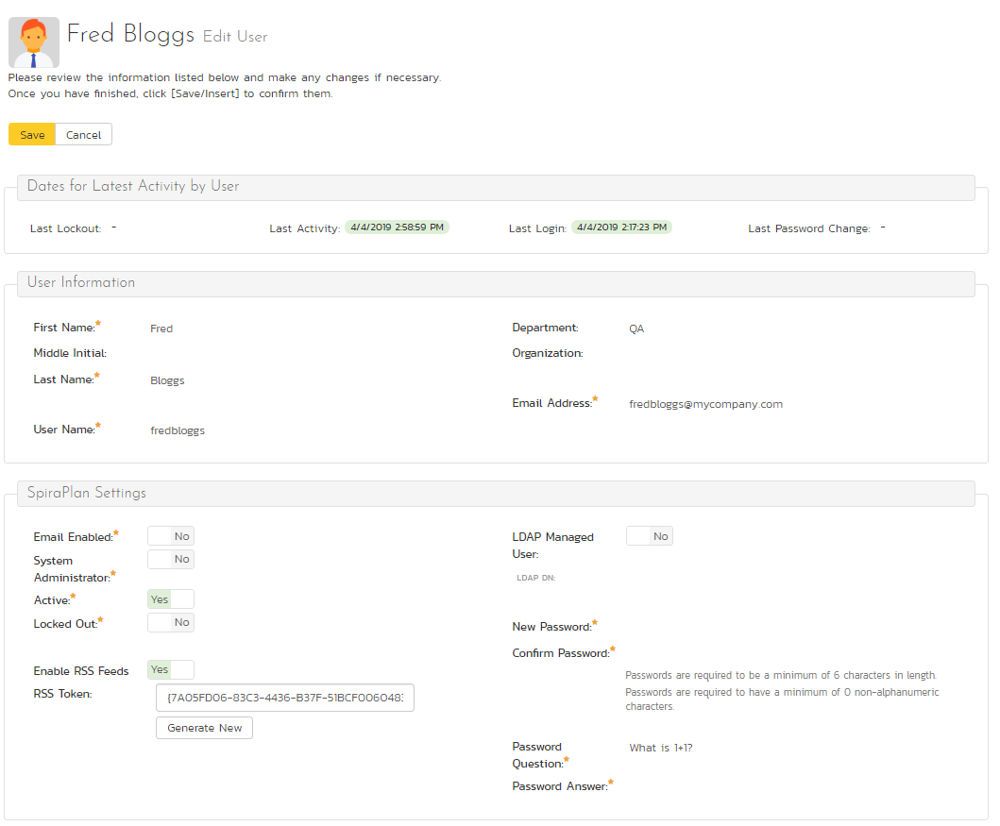 Fred Bloggs Edit User
Please review the information listed below and make any changes if necessary.
Once you have finished, click [Save/Insert] to confirm them.
Save Cancel
Dates for Latest Activity by User
Last Lockout: - Last Activity: 4/4/2019 2:58:59 PM Last Login: 4/4/2019 2:17:23 PM Last Password Change: -
User Information
First Name:* Fred
Middle Initial:
Last Name:* Bloggs
User Name:* fredbloggs
Department: QA
Organization:
Email Address:* fredbloggs@mycompany.com
SpiraPlan Settings
Email Enabled:* No
System
Administrator:* No
Active:* Yes
Locked Out:* No
Enable RSS Feeds Yes
RSS Token: {7A05FD06-83C3-4436-B37F-51BCF0060483
Generate New
LDAP Managed
User: No
LDAP DN:
New Password:*
Confirm Password:*
Passwords are required to be a minimum of 6 characters in length.
Passwords are required to have a minimum of 0 non-alphanumeric
characters.
Password
Question:* What is 1+1?
Password Answer:*